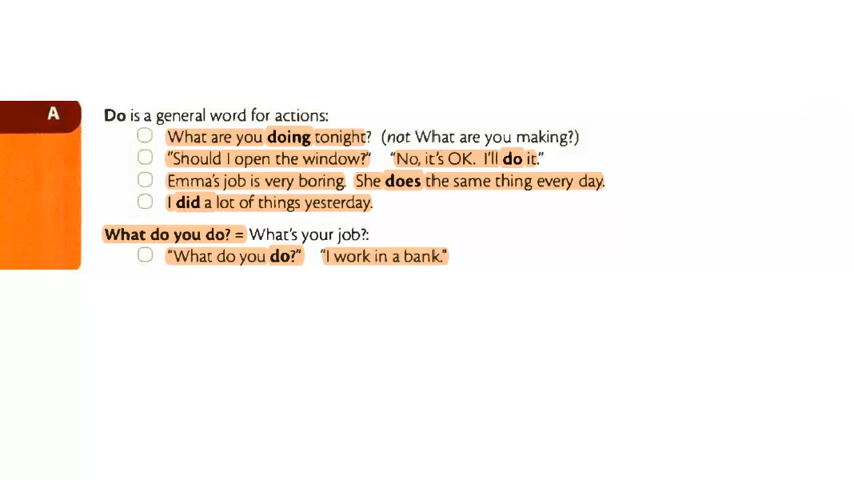 A
Do is a general word for actions:
What are you doing tonight? (not What are you making?)
"Should I open the window?" "No, it's OK. I'll do it."
Emma's job is very boring. She does the same thing every day.
I did a lot of things yesterday.
What do you do? = What's your job?:
"What do you do?" "I work in a bank."